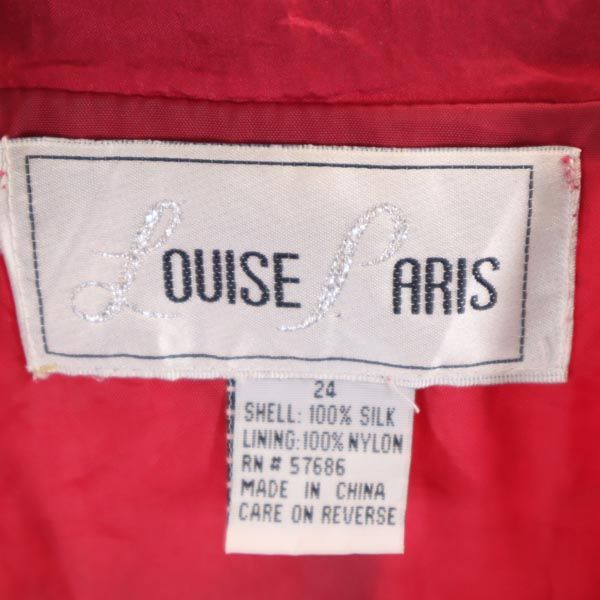 LOUISE PARIS
24
SHELL: 100% SILK
LINING:100% NYLON
RN # 57686
MADE IN CHINA
CARE ON REVERSE